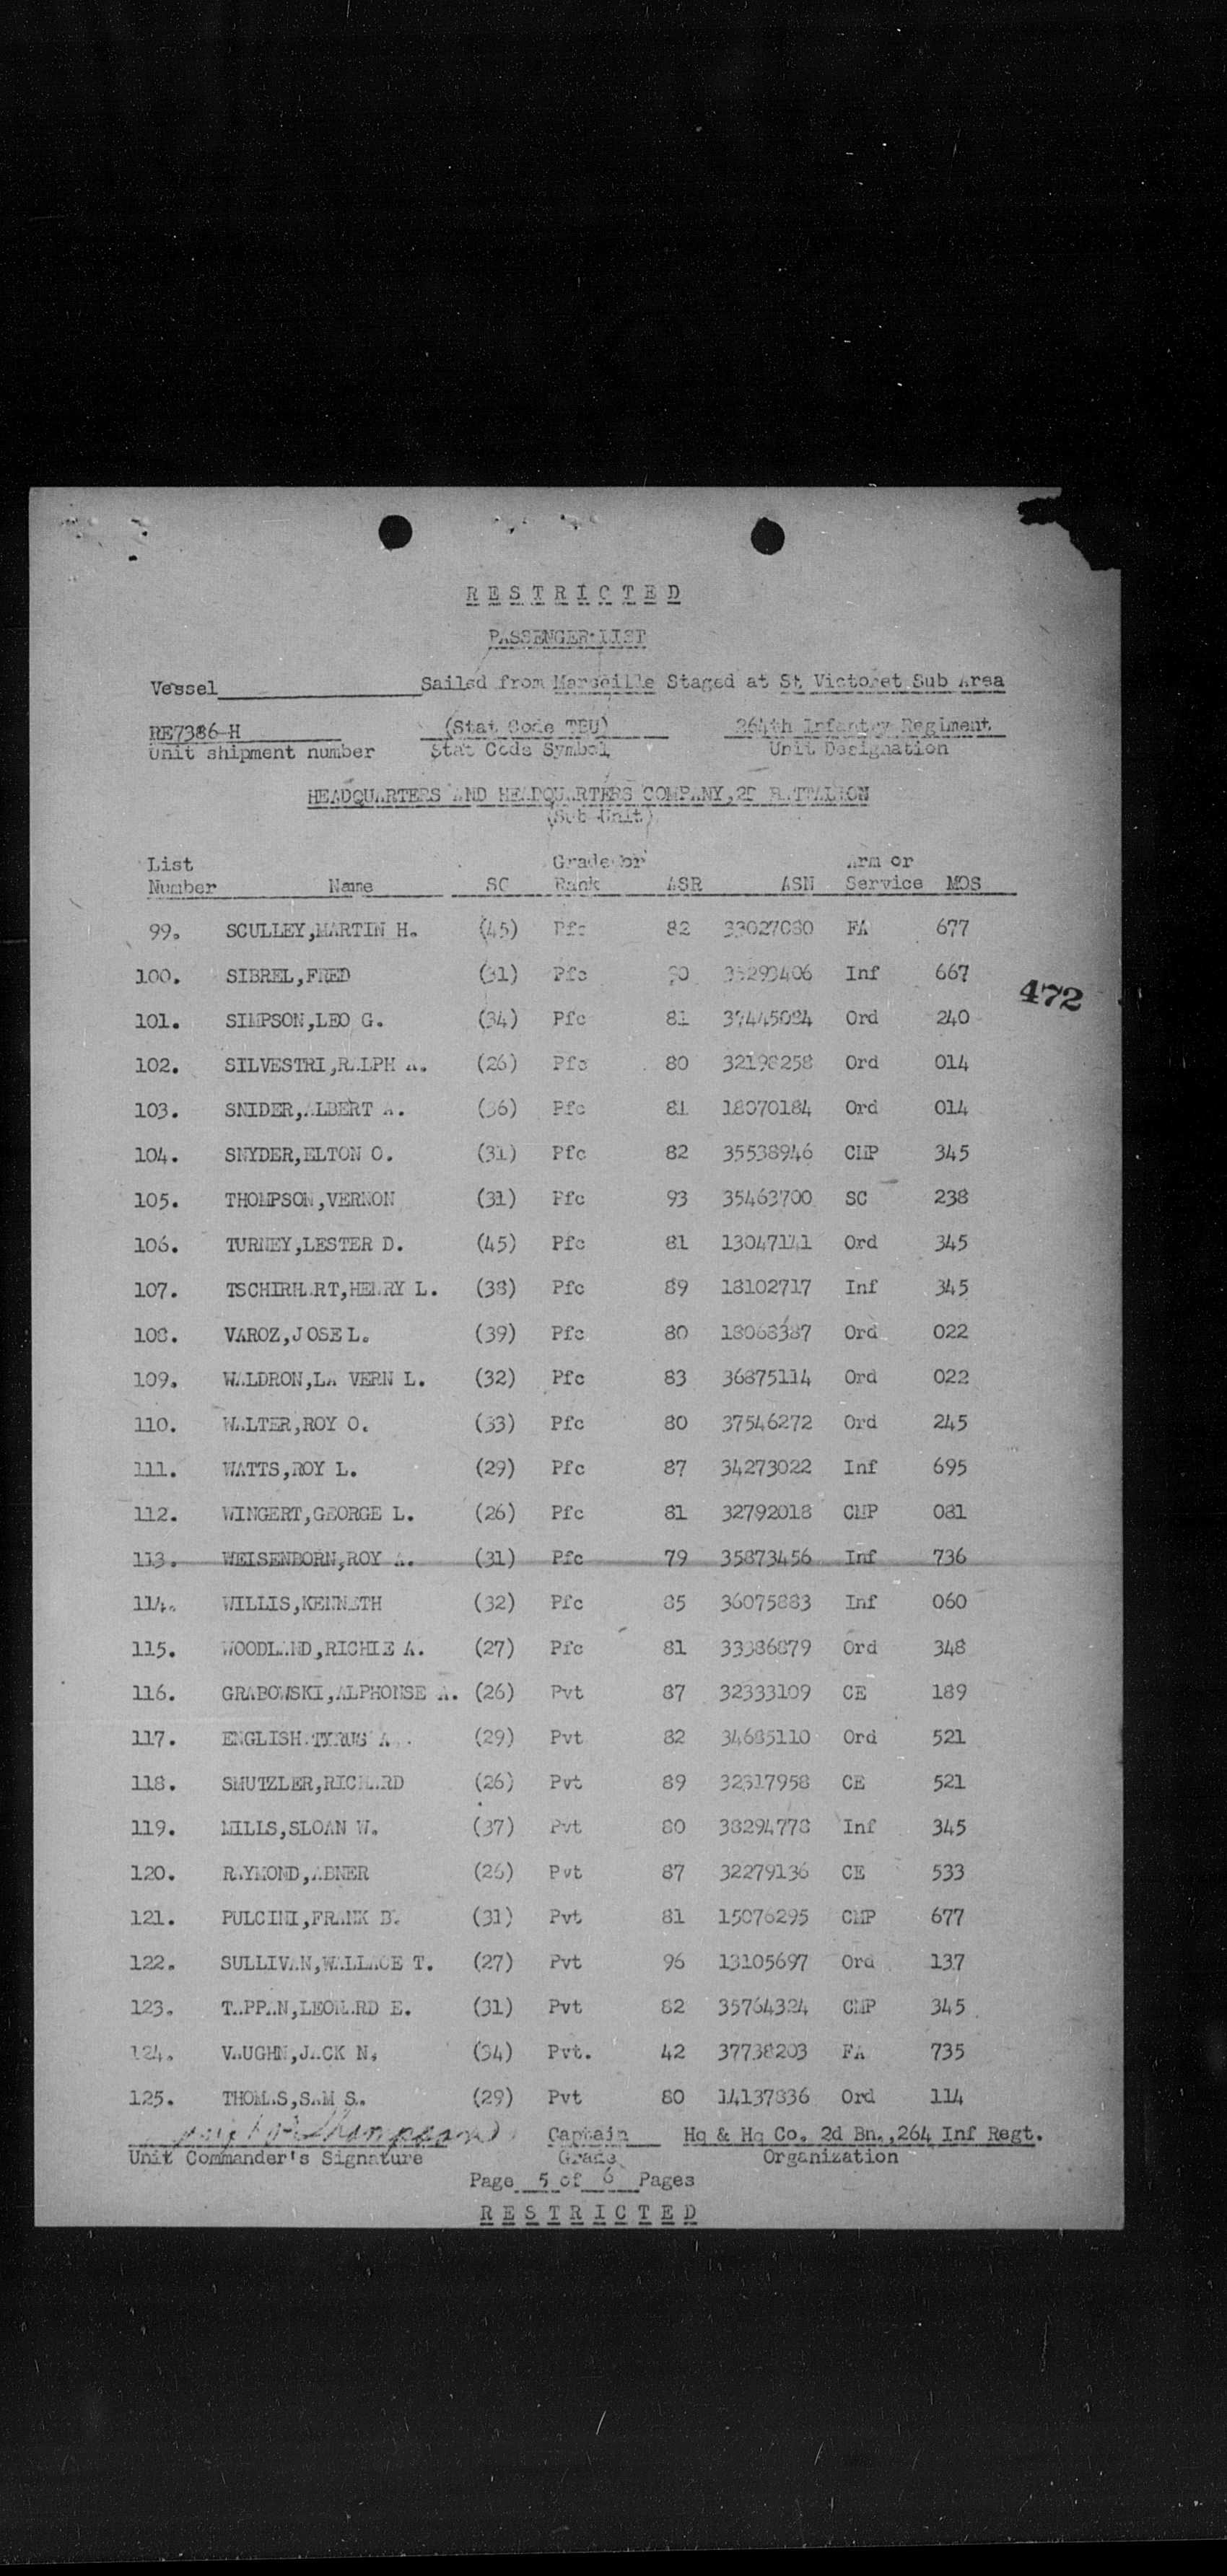 RESTRICTED
PASSENGER LIST
Vessel Sailed from Marseille Staged at St Victoret Sub Area
RE7386-H (Stat Code TBU) 264th Infantry Regiment
Unit shipment number Stat Code Symbol Unit Designation
HEADQUARTERS AND HEADQUARTERS COMPANY,2D BATTALION
(Sub-Unit)
List Grade or Arm or
Number Name SC Rank ASR ASN Service MOS
99. SCULLEY,MARTIN H. (45) Pfc 82 33027080 FA 677
100. SIBREL,FRED (31) Pfc 90 35293406 Inf 667
472
101. SIMPSON,LEO G. (34) Pfc 81 37445084 Ord 240
102. SILVESTRI,RALPH A. (26) Pfc 80 32198258 Ord 014
103. SNIDER,ALBERT A. (36) Pfc 81 18070184 Ord 014
104. SNYDER,ELTON O. (31) Pfc 82 35538946 CMP 345
105. THOMPSON,VERNON (31) Pfc 93 35463700 SC 238
106. TURNEY,LESTER D. (45) Pfc 81 13047141 Ord 345
107. TSCHIRHART,HENRY L. (38) Pfc 89 18102717 Inf 345
108. VAROZ,JOSE L. (39) Pfc 80 18068387 Ord 022
109. WALDRON,LA VERN L. (32) Pfc 83 36875114 Ord 022
110. WALTER,ROY O. (33) Pfc 80 37546272 Ord 245
111. WATTS,ROY L. (29) Pfc 87 34273022 Inf 695
112. WINGERT,GEORGE L. (26) Pfc 81 32792018 CMP 081
113. WEISENBORN,ROY A. (31) Pfc 79 35873456 Inf 736
114. WILLIS,KENNETH (32) Pfc 85 36075883 Inf 060
115. WOODLAND,RICHIE A. (27) Pfc 81 33386879 Ord 348
116. GRABOWSKI,ALPHONSE A. (26) Pvt 87 32333109 CE 189
117. ENGLISH TYRUS A. (29) Pvt 82 34685110 Ord 521
118. SMUTZLER,RICHARD (26) Pvt 89 32317958 CE 521
119. MILLS,SLOAN W. (37) Pvt 80 38294778 Inf 345
120. RAYMOND,ABNER (26) Pvt 87 32279136 CE 533
121. PULCINI,FRANK B. (31) Pvt 81 15076295 CMP 677
122. SULLIVAN,WALLACE T. (27) Pvt 96 13105697 Ord 137
123. TAPPAN,LEONARD E. (31) Pvt 82 35764324 CMP 345
124. VAUGHN,JACK N. (34) Pvt. 42 37738203 FA 735
125. THOMAS,SAM S. (29) Pvt 80 14137836 Ord 114
Thompson Captain Hq & Hq Co. 2d Bn.,264 Inf Regt.
Unit Commander's Signature Grade Organization
Page 5 of 6 Pages
RESTRICTED